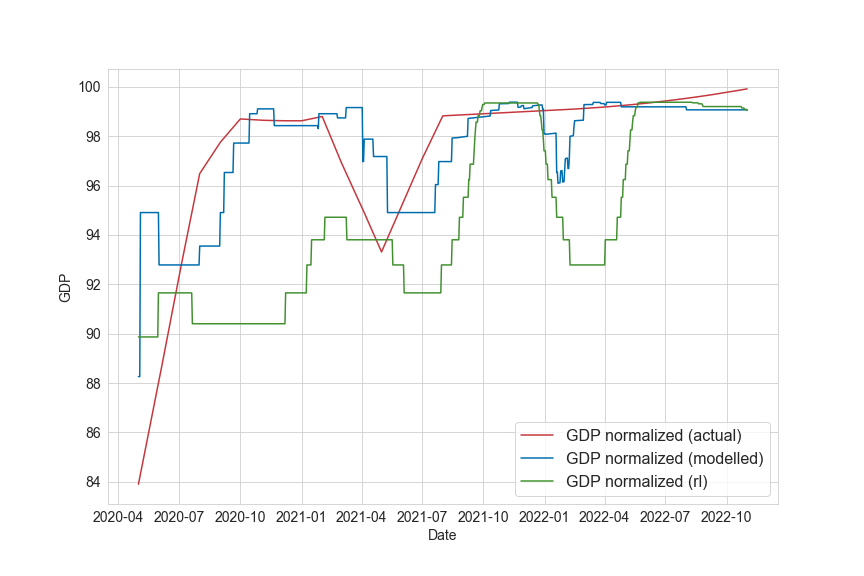 100
98
96
94
92
90
88
86
84
GDP
2020-04 2020-07 2020-10 2021-01 2021-04 2021-07 2021-10 2022-01 2022-04 2022-07 2022-10
Date
GDP normalized (actual)
GDP normalized (modelled)
GDP normalized (rl)